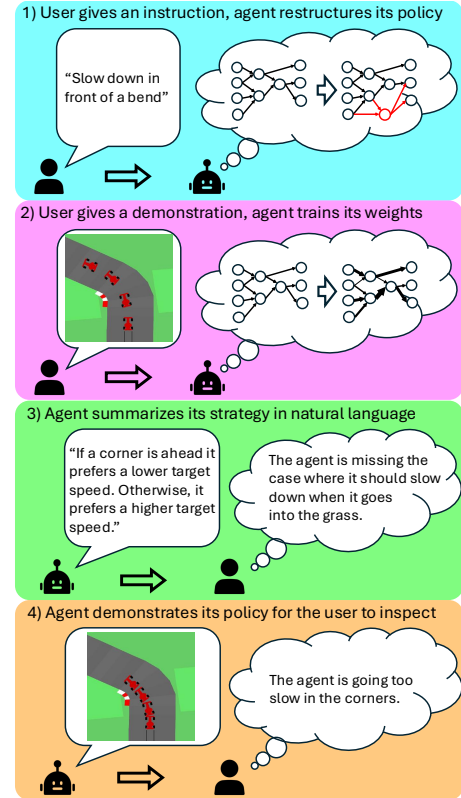 1) User gives an instruction, agent restructures its policy
“Slow down in
front of a bend”
2) User gives a demonstration, agent trains its weights
3) Agent summarizes its strategy in natural language
“If a corner is ahead it
prefers a lower target
speed. Otherwise, it
prefers a higher target
speed.”
The agent is missing the
case where it should slow
down when it goes
into the grass.
4) Agent demonstrates its policy for the user to inspect
The agent is going too
slow in the corners.